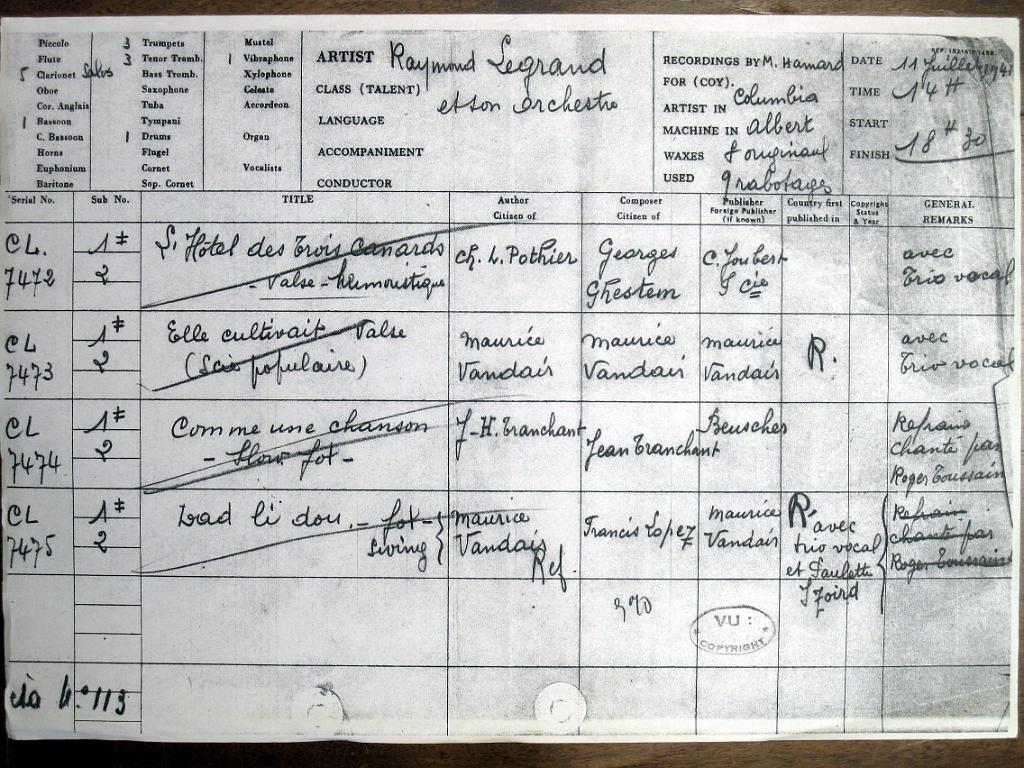 Piccolo
Flute
5 Clarionet
Oboe
Cor. Anglais
1 Bassoon
C. Bassoon
Horns
Euphonium
Baritone
3 Trumpets
3 Tenor Tromb.
Bass Tromb.
Saxophone
Tuba
Tympani
1 Drums
Flugel
Cornet
Sop. Cornet
Mustel
1 Vibraphone
Xylophone
Celeste
Accordeon
Organ
Vocalists
ARTIST Raymond Legrand
CLASS (TALENT) et son orchestre
LANGUAGE
ACCOMPANIMENT
CONDUCTOR
RECORDINGS BY M. Hamard
FOR (COY).
ARTIST IN Columbia
MACHINE IN albert
WAXES 8 originaux
USED 9 rabotages
DATE 11 Juillet 1941
TIME 14 H
START
FINISH 18 H 30
Serial No. Sub No. TITLE Author Citizen of Composer Citizen of Publisher Foreign Publisher (if known) Country first published in Copyright Status & Year GENERAL REMARKS
CL. 7472 1 ‡ 2 L'Hôtel des Trois Canards - Valse-humoristique Ch. L. Pothier Georges Ghestem C. Joubert & Cie avec Trio vocal
CL 7473 1 ‡ 2 Elle cultivait Valse (Scie populaire) Maurice Vandair Maurice Vandair Maurice Vandair R. avec Trio vocal
CL 7474 1 ‡ 2 Comme une chanson - Slow fox - J-H. Tranchant Jean Tranchant Beuscher Refrains chanté par Roger Toussain
CL 7475 1 ‡ 2 Zad li dou, - fox - Swing Maurice Vandair Ref. Francis Lopez Maurice Vandair R. avec trio vocal et Paulette Refrain chanté par Roger Toussain
VU :
COPYRIGHT
N° 113